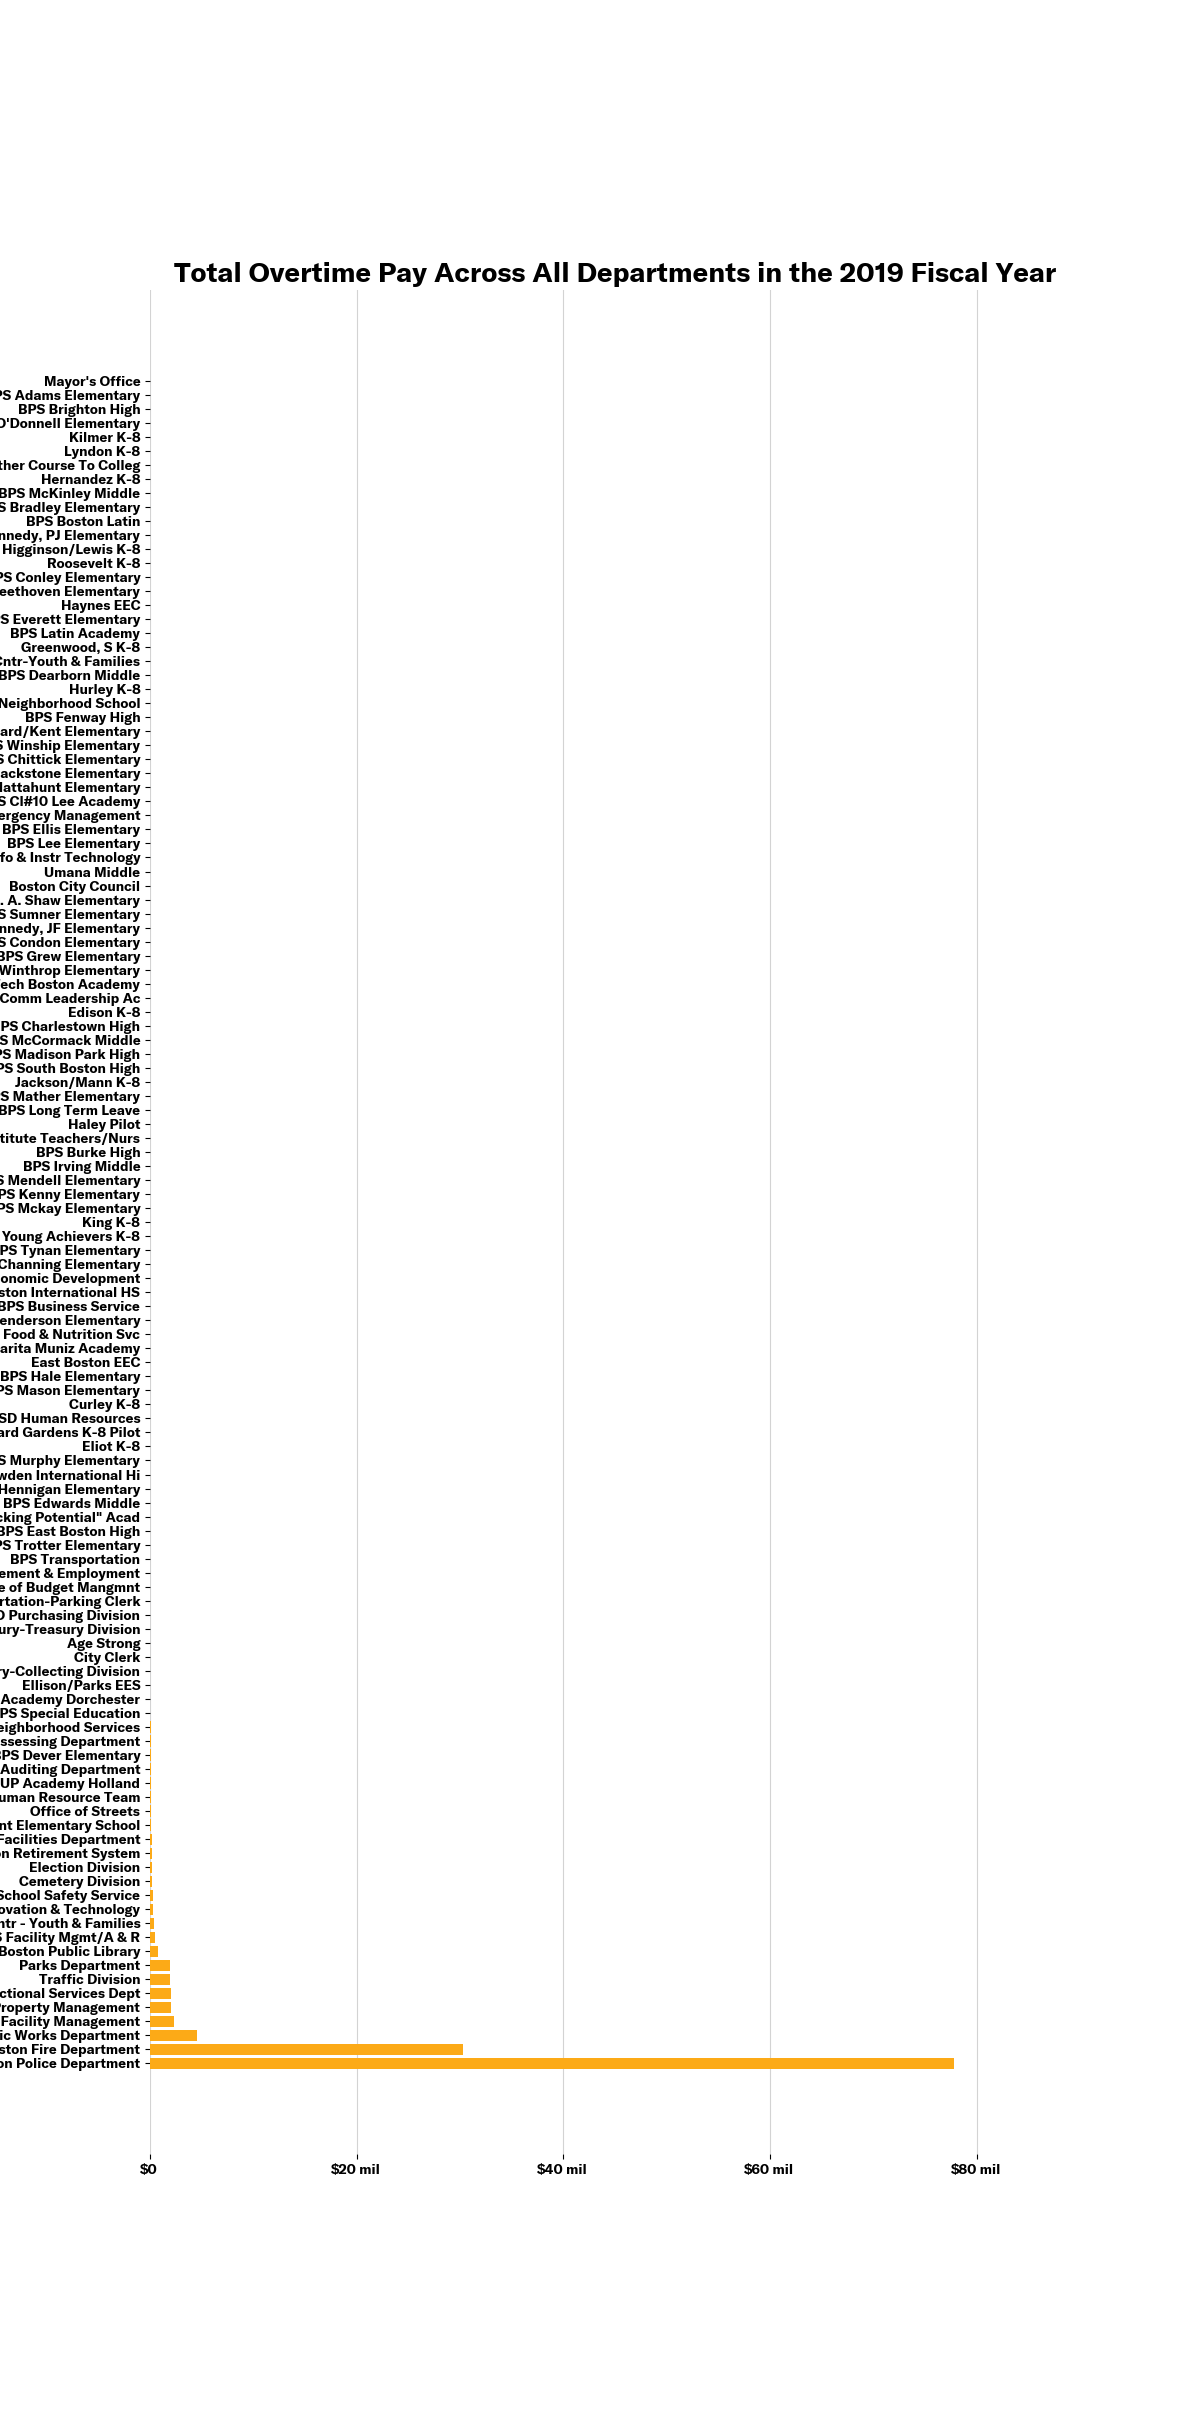 Total Overtime Pay Across All Departments in the 2019 Fiscal Year
Mayor's Office
PS Adams Elementary
BPS Brighton High
O'Donnell Elementary
Kilmer K-8
Lyndon K-8
ther Course To Colleg
Hernandez K-8
BPS McKinley Middle
S Bradley Elementary
BPS Boston Latin
nnedy, PJ Elementary
Higginson/Lewis K-8
Roosevelt K-8
PS Conley Elementary
eethoven Elementary
Haynes EEC
PS Everett Elementary
BPS Latin Academy
Greenwood, S K-8
Cntr-Youth & Families
BPS Dearborn Middle
Hurley K-8
Neighborhood School
BPS Fenway High
ard/Kent Elementary
S Winship Elementary
S Chittick Elementary
ackstone Elementary
Mattahunt Elementary
S Cl#10 Lee Academy
ergency Management
BPS Ellis Elementary
BPS Lee Elementary
fo & Instr Technology
Umana Middle
Boston City Council
. A. Shaw Elementary
S Sumner Elementary
nnedy, JF Elementary
S Condon Elementary
BPS Grew Elementary
Winthrop Elementary
ech Boston Academy
Comm Leadership Ac
Edison K-8
PS Charlestown High
S McCormack Middle
PS Madison Park High
PS South Boston High
Jackson/Mann K-8
S Mather Elementary
BPS Long Term Leave
Haley Pilot
titute Teachers/Nurs
BPS Burke High
BPS Irving Middle
S Mendell Elementary
PS Kenny Elementary
PS Mckay Elementary
King K-8
Young Achievers K-8
PS Tynan Elementary
Channing Elementary
onomic Development
ston International HS
BPS Business Service
enderson Elementary
Food & Nutrition Svc
arita Muniz Academy
East Boston EEC
BPS Hale Elementary
PS Mason Elementary
Curley K-8
SD Human Resources
ard Gardens K-8 Pilot
Eliot K-8
S Murphy Elementary
wden International Hi
Hennigan Elementary
BPS Edwards Middle
cking Potential" Acad
BPS East Boston High
PS Trotter Elementary
BPS Transportation
ement & Employment
e of Budget Mangmnt
rtation-Parking Clerk
D Purchasing Division
ury-Treasury Division
Age Strong
City Clerk
ry-Collecting Division
Ellison/Parks EES
Academy Dorchester
PS Special Education
eighborhood Services
ssessing Department
BPS Dever Elementary
Auditing Department
UP Academy Holland
uman Resource Team
Office of Streets
nt Elementary School
Facilities Department
on Retirement System
Election Division
Cemetery Division
School Safety Service
ovation & Technology
ntr - Youth & Families
S Facility Mgmt/A & R
Boston Public Library
Parks Department
Traffic Division
ctional Services Dept
Property Management
Facility Management
ic Works Department
ston Fire Department
on Police Department
$0 $20 mil $40 mil $60 mil $80 mil